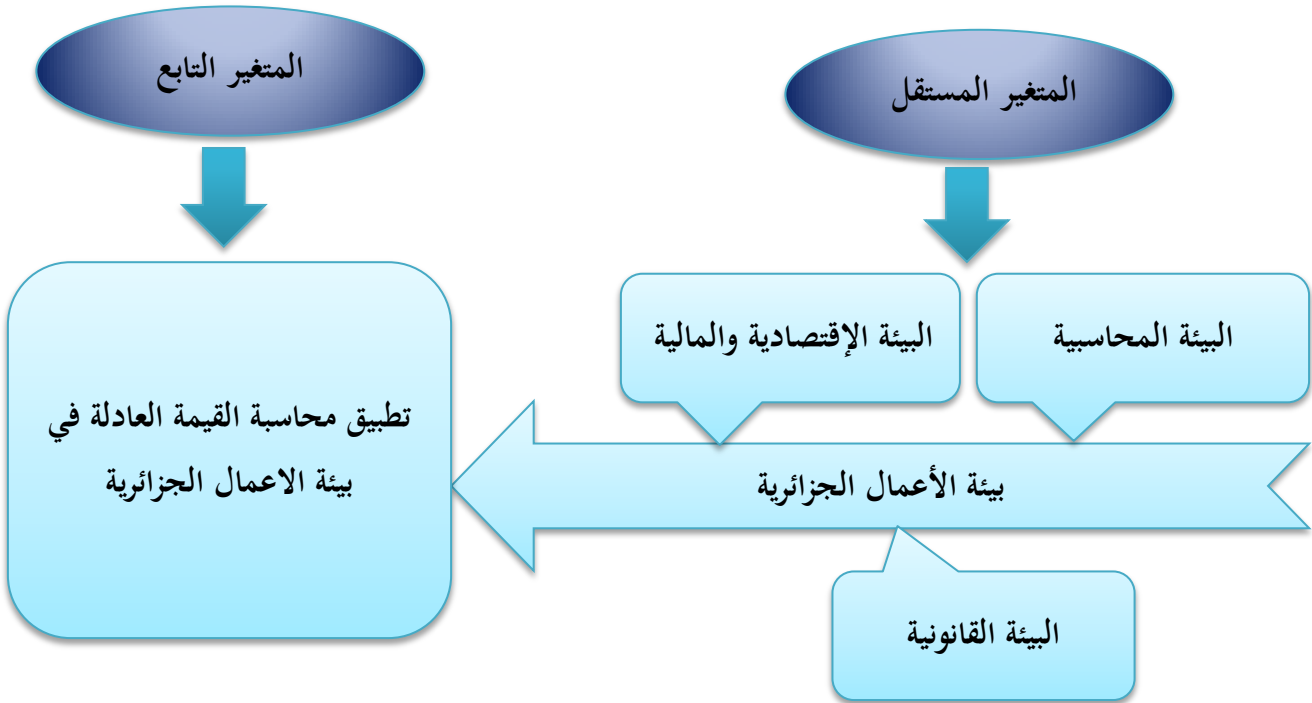 المتغير المستقل
المتغير التابع
البيئة المحاسبية
البيئة الإقتصادية والمالية
بيئة الأعمال الجزائرية
البيئة القانونية
تطبيق محاسبة القيمة العادلة في
بيئة الاعمال الجزائرية